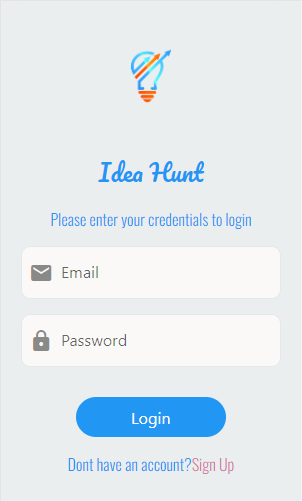 Idea Hunt
Please enter your credentials to login
Email
Password
Login
Dont have an account?Sign Up